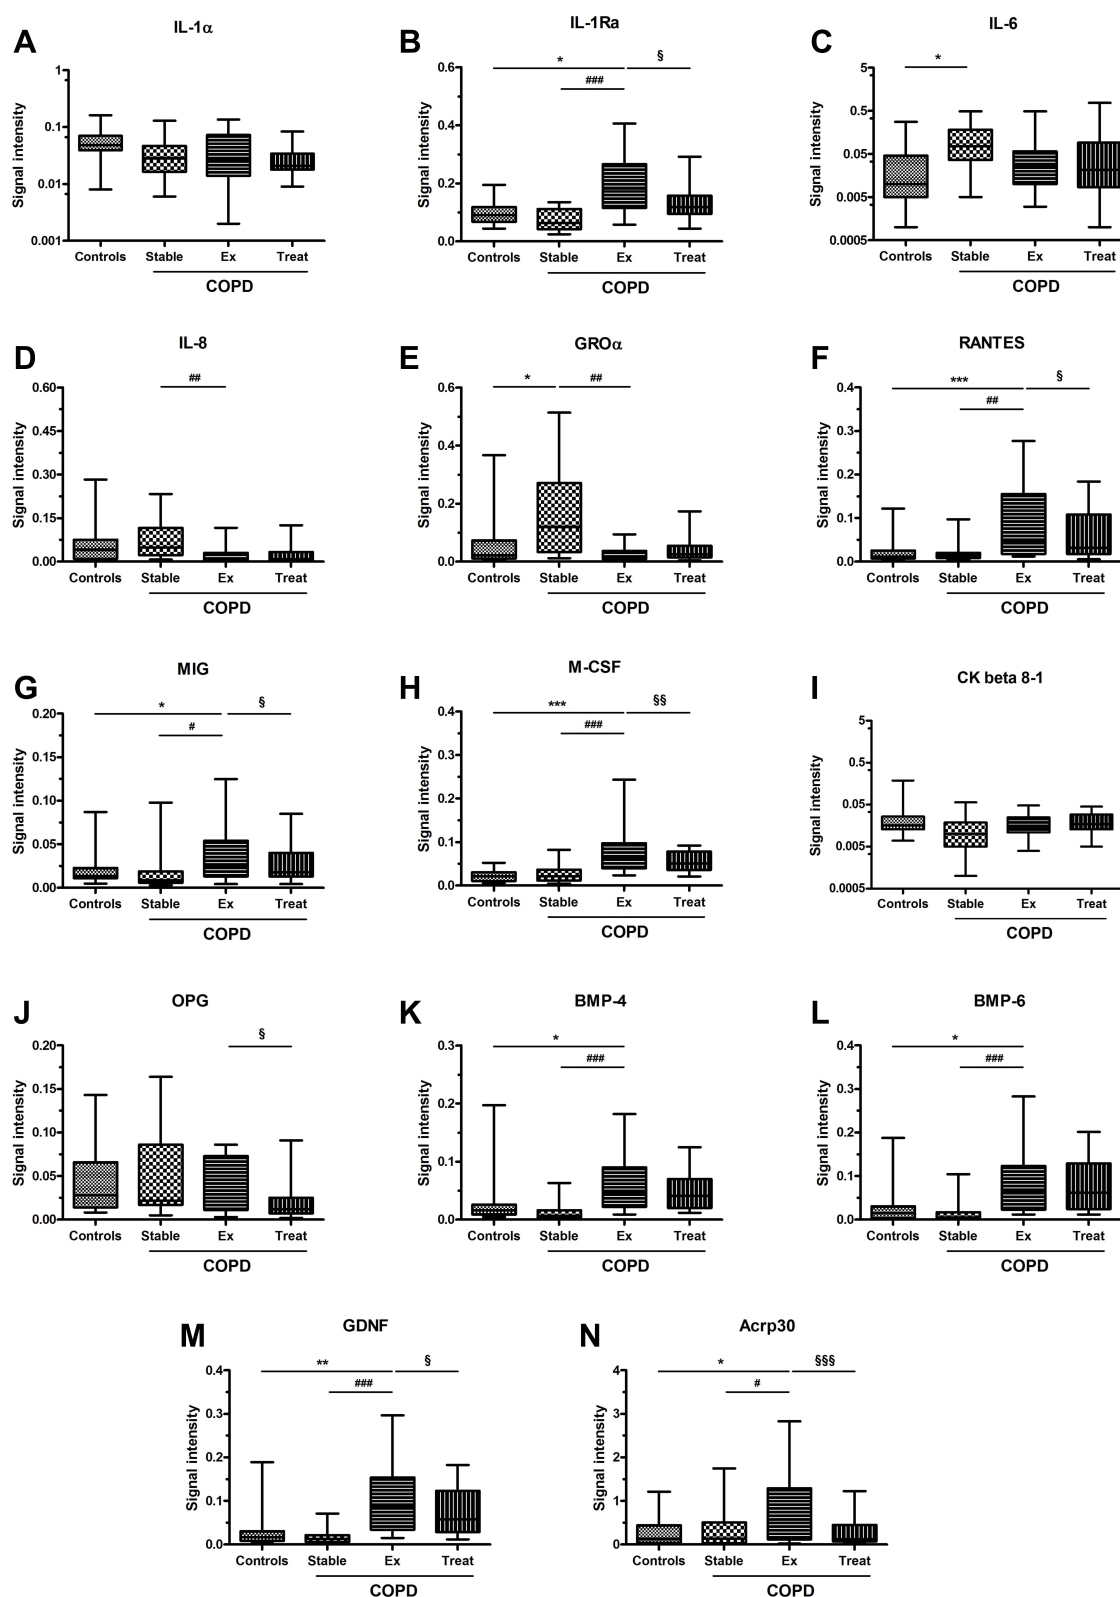 A
IL-1α
Signal intensity
1
0.1
0.01
0.001
Controls Stable Ex Treat
COPD
B
IL-1Ra
* §
###
Signal intensity
0.6
0.4
0.2
0.0
Controls Stable Ex Treat
COPD
C
IL-6
*
Signal intensity
5
0.5
0.05
0.005
0.0005
Controls Stable Ex Treat
COPD
D
IL-8
##
Signal intensity
0.60
0.45
0.30
0.15
0.00
Controls Stable Ex Treat
COPD
E
GROα
* ##
Signal intensity
0.6
0.4
0.2
0.0
Controls Stable Ex Treat
COPD
F
RANTES
*** §
##
Signal intensity
0.4
0.3
0.2
0.1
0.0
Controls Stable Ex Treat
COPD
G
MIG
* §
#
Signal intensity
0.20
0.15
0.10
0.05
0.00
Controls Stable Ex Treat
COPD
H
M-CSF
*** §§
###
Signal intensity
0.4
0.3
0.2
0.1
0.0
Controls Stable Ex Treat
COPD
I
CK beta 8-1
Signal intensity
5
0.5
0.05
0.005
0.0005
Controls Stable Ex Treat
COPD
J
OPG
§
Signal intensity
0.20
0.15
0.10
0.05
0.00
Controls Stable Ex Treat
COPD
K
BMP-4
*
###
Signal intensity
0.3
0.2
0.1
0.0
Controls Stable Ex Treat
COPD
L
BMP-6
*
###
Signal intensity
0.4
0.3
0.2
0.1
0.0
Controls Stable Ex Treat
COPD
M
GDNF
** §
###
Signal intensity
0.4
0.3
0.2
0.1
0.0
Controls Stable Ex Treat
COPD
N
Acrp30
* §§§
#
Signal intensity
4
3
2
1
0
Controls Stable Ex Treat
COPD